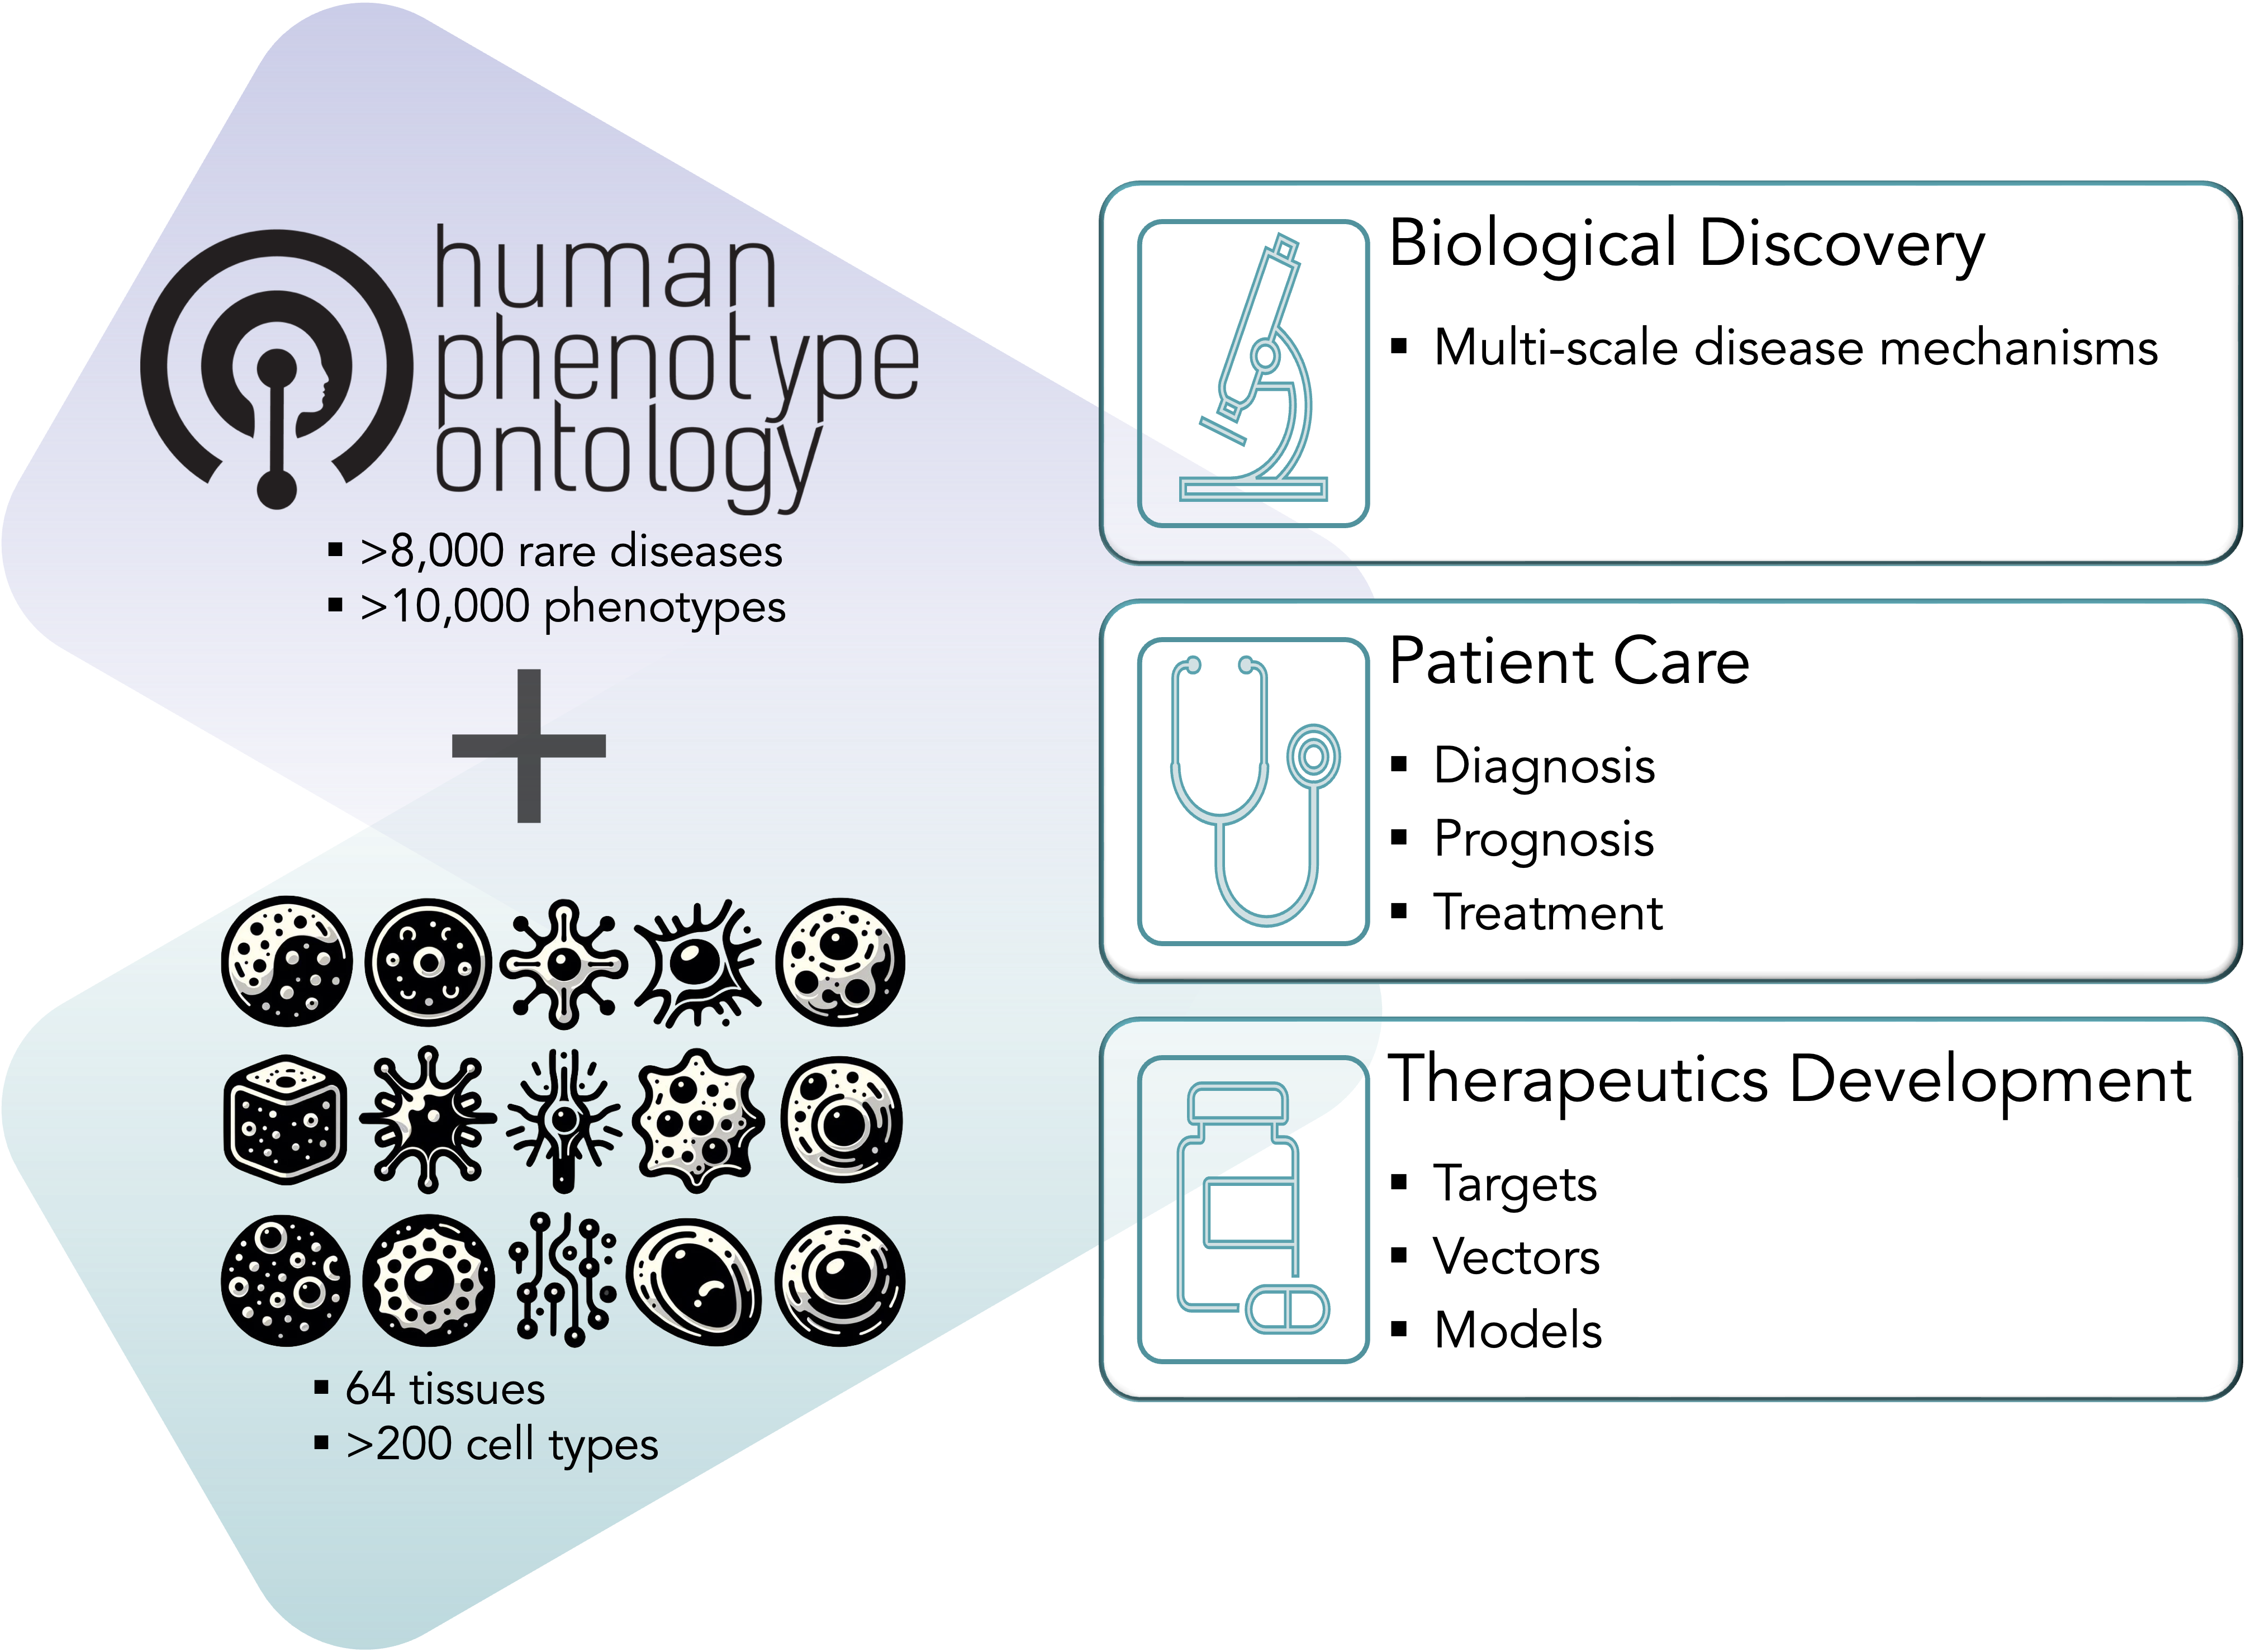 human
phenotype
ontology
▪ >8,000 rare diseases
▪ >10,000 phenotypes
▪ 64 tissues
▪ >200 cell types
Biological Discovery
▪ Multi-scale disease mechanisms
Patient Care
▪ Diagnosis
▪ Prognosis
▪ Treatment
Therapeutics Development
▪ Targets
▪ Vectors
▪ Models